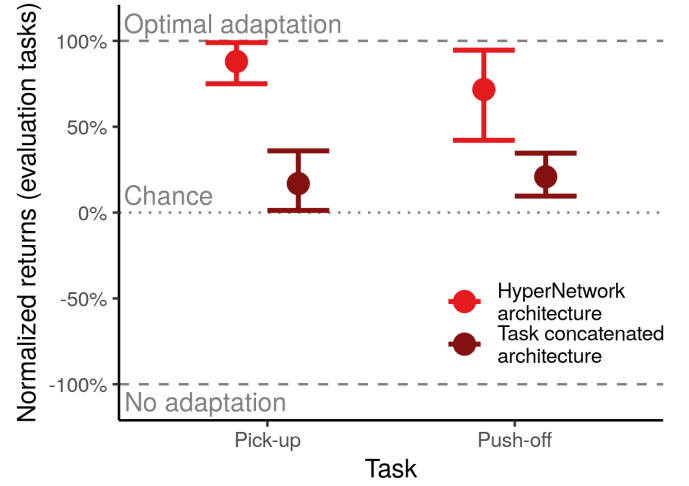 Optimal adaptation
100%
50%
Chance
0%
-50%
-100%
No adaptation
Normalized returns (evaluation tasks)
HyperNetwork
architecture
Task concatenated
architecture
Pick-up
Push-off
Task